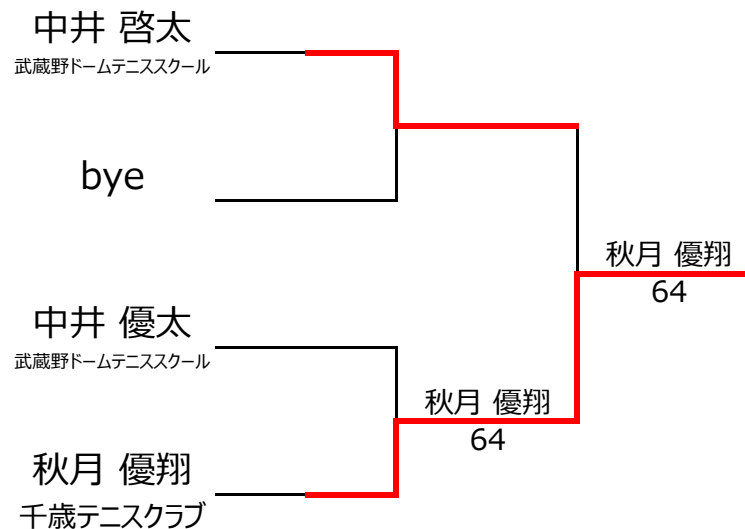 中井 啓太
武蔵野ドームテニススクール
bye
秋月 優翔
64
中井 優太
武蔵野ドームテニススクール
秋月 優翔
64
秋月 優翔
千歳テニスクラブ